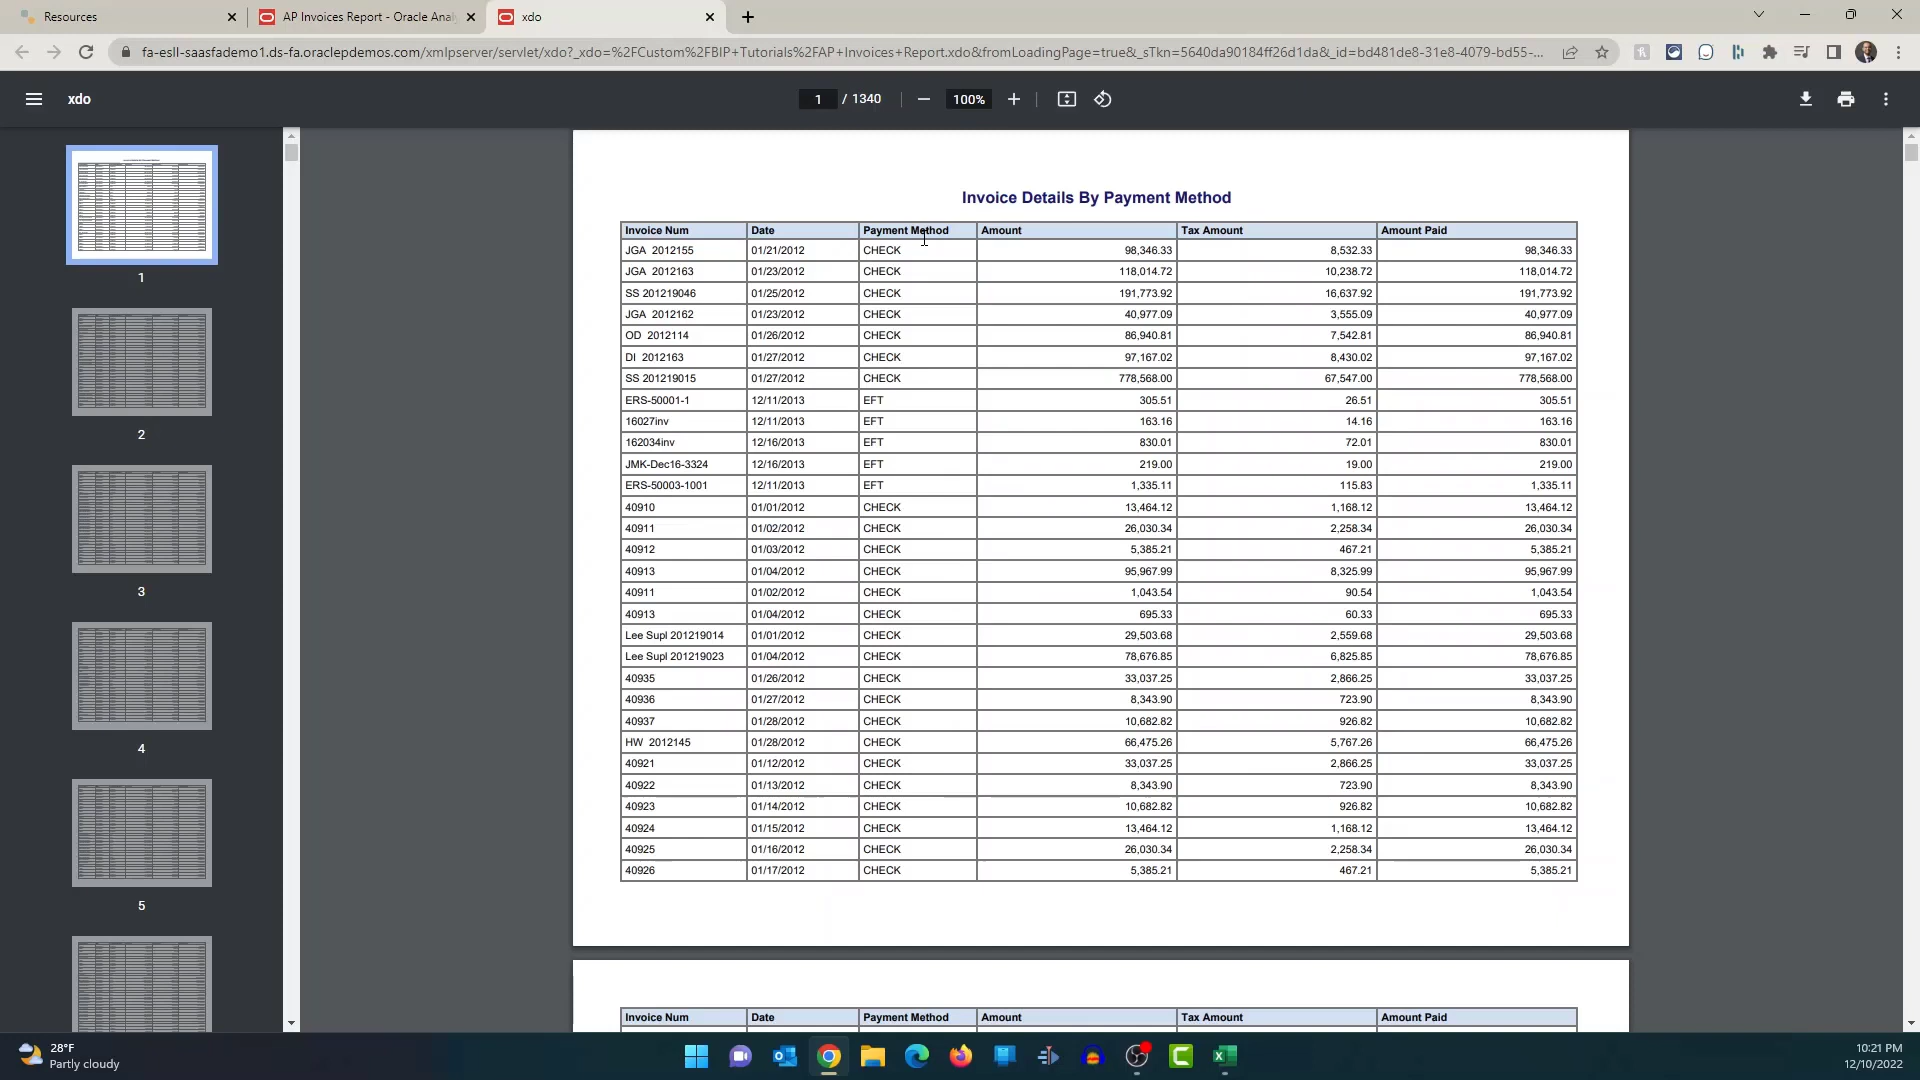 Resources
AP Invoices Report - Oracle Anal
xdo
fa-esll-saasfademo1.ds-fa.oraclepdemos.com/xmlpserver/servlet/xdo?_xdo=%2FCustom%2FBIP+Tutorials%2FAP+Invoices+Report.xdo&fromLoadingPage=true&_sTkn=5640da90184ff26d1da&_id=bd481de8-31e8-4079-bd55-...
xdo
1 / 1340
100%
1
2
3
4
5
Invoice Details By Payment Method
Invoice Num Date Payment Method Amount Tax Amount Amount Paid
JGA 2012155 01/21/2012 CHECK 98,346.33 8,532.33 98,346.33
JGA 2012163 01/23/2012 CHECK 118,014.72 10,238.72 118,014.72
SS 201219046 01/25/2012 CHECK 191,773.92 16,637.92 191,773.92
JGA 2012162 01/23/2012 CHECK 40,977.09 3,555.09 40,977.09
OD 2012114 01/26/2012 CHECK 86,940.81 7,542.81 86,940.81
DI 2012163 01/27/2012 CHECK 97,167.02 8,430.02 97,167.02
SS 201219015 01/27/2012 CHECK 778,568.00 67,547.00 778,568.00
ERS-50001-1 12/11/2013 EFT 305.51 26.51 305.51
16027inv 12/11/2013 EFT 163.16 14.16 163.16
162034inv 12/16/2013 EFT 830.01 72.01 830.01
JMK-Dec16-3324 12/16/2013 EFT 219.00 19.00 219.00
ERS-50003-1001 12/11/2013 EFT 1,335.11 115.83 1,335.11
40910 01/01/2012 CHECK 13,464.12 1,168.12 13,464.12
40911 01/02/2012 CHECK 26,030.34 2,258.34 26,030.34
40912 01/03/2012 CHECK 5,385.21 467.21 5,385.21
40913 01/04/2012 CHECK 95,967.99 8,325.99 95,967.99
40911 01/02/2012 CHECK 1,043.54 90.54 1,043.54
40913 01/04/2012 CHECK 695.33 60.33 695.33
Lee Supl 201219014 01/01/2012 CHECK 29,503.68 2,559.68 29,503.68
Lee Supl 201219023 01/04/2012 CHECK 78,676.85 6,825.85 78,676.85
40935 01/26/2012 CHECK 33,037.25 2,866.25 33,037.25
40936 01/27/2012 CHECK 8,343.90 723.90 8,343.90
40937 01/28/2012 CHECK 10,682.82 926.82 10,682.82
HW 2012145 01/28/2012 CHECK 66,475.26 5,767.26 66,475.26
40921 01/12/2012 CHECK 33,037.25 2,866.25 33,037.25
40922 01/13/2012 CHECK 8,343.90 723.90 8,343.90
40923 01/14/2012 CHECK 10,682.82 926.82 10,682.82
40924 01/15/2012 CHECK 13,464.12 1,168.12 13,464.12
40925 01/16/2012 CHECK 26,030.34 2,258.34 26,030.34
40926 01/17/2012 CHECK 5,385.21 467.21 5,385.21
Invoice Num Date Payment Method Amount Tax Amount Amount Paid
28°F
Partly cloudy
10:21 PM
12/10/2022